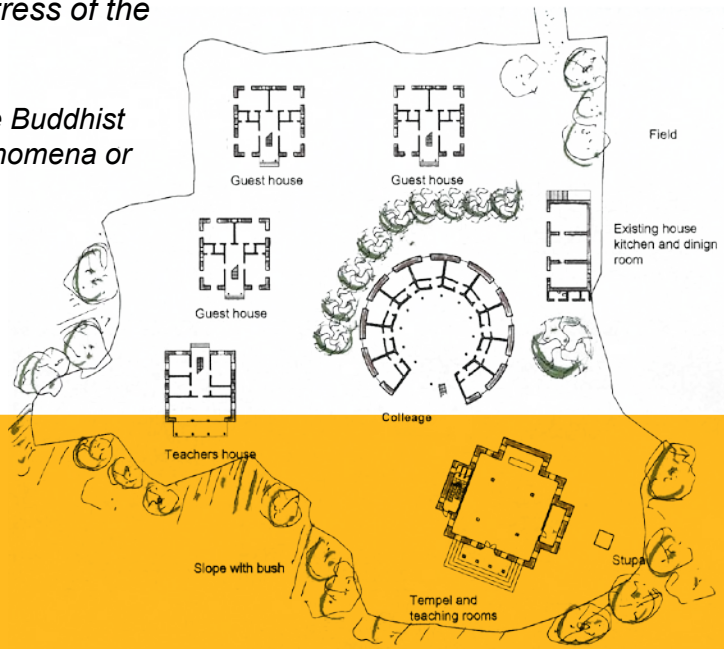 tress of the
e Buddhist
nomena or
Field
Guest house
Guest house
Existing house
kitchen and dinign
room
Guest house
Colleage
Teachers house
Slope with bush
Stupa
Tempel and
teaching rooms